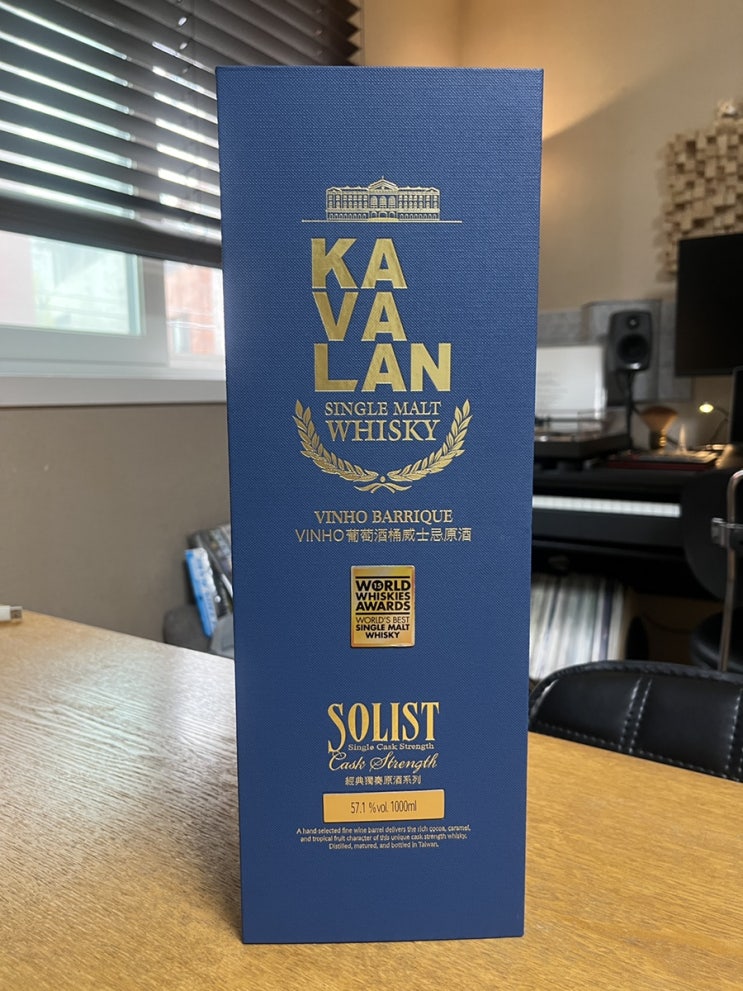 KA
VA
LAN
SINGLE MALT
WHISKY
VINHO BARRIQUE
VINHO葡萄酒桶威士忌原酒
WORLD
WHISKIES
AWARDS
WORLD'S BEST
SINGLE MALT
WHISKY
SOLIST
Single Cask Strength
Cask Strength
經典獨奏原酒系列
57.1 %vol. 1000ml
A hand-selected fine wine barrel delivers the rich cocoa, caramel,
and tropical fruit character of this unique cask strength whisky.
Distilled, matured, and bottled in Taiwan.